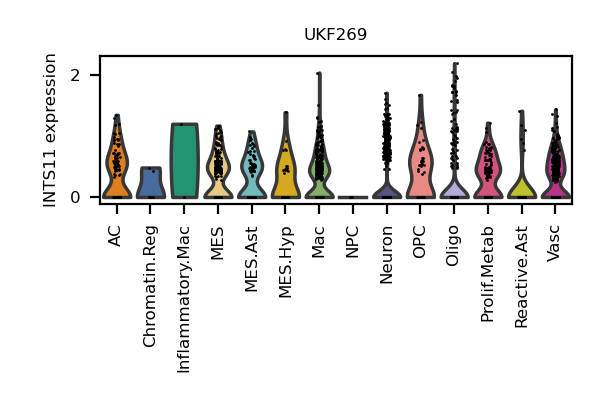 UKF269
INTS11 expression
2
0
AC
Chromatin.Reg
Inflammatory.Mac
MES
MES.Ast
MES.Hyp
Mac
NPC
Neuron
OPC
Oligo
Prolif.Metab
Reactive.Ast
Vasc